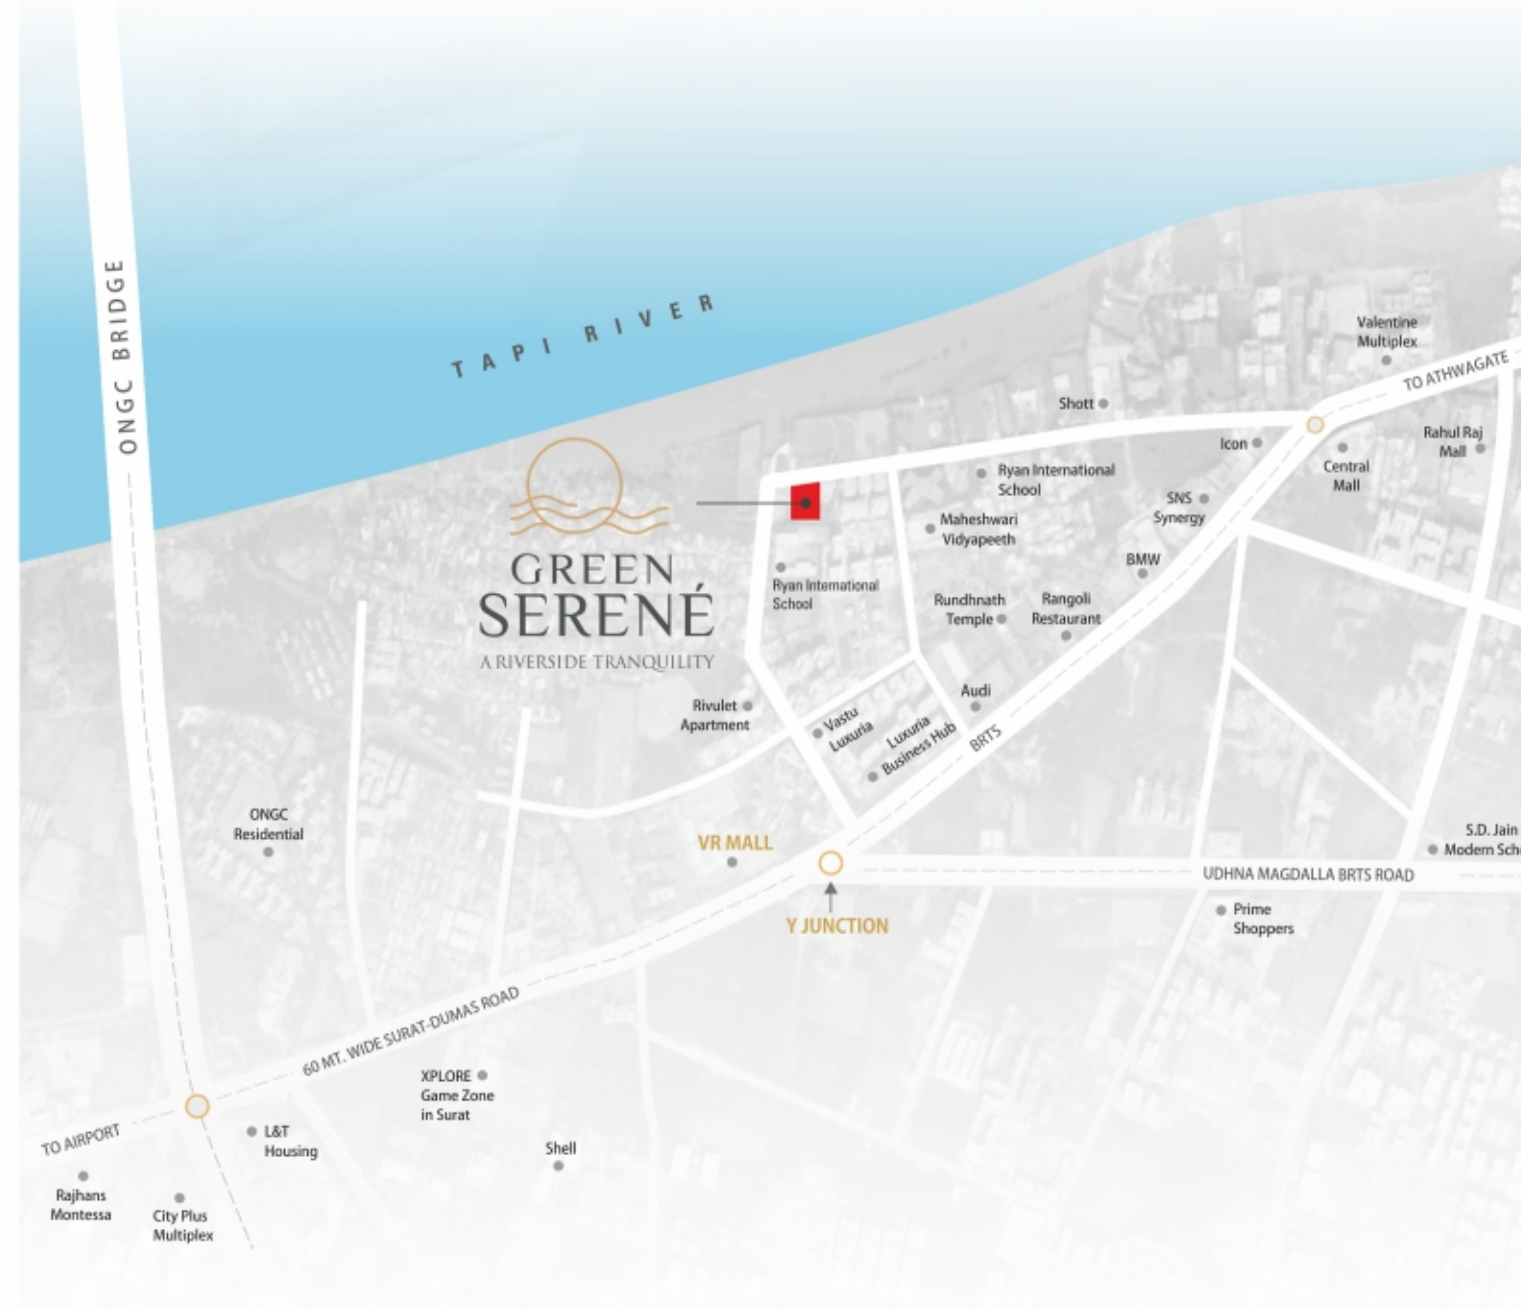 ONGC BRIDGE
TAPI RIVER
Valentine
Multiplex
TO ATHWAGATE
Shott
Icon
Rahul Raj
Mall
Central
Mall
Ryan International
School
SNS
Synergy
Maheshwari
Vidyapeeth
BMW
GREEN
SERENÉ
A RIVERSIDE TRANQUILITY
Ryan International
School
Rundhnath
Temple
Rangoli
Restaurant
Rivulet
Apartment
Audi
Vastu
Luxuria
Luxuria
Business Hub
BRTS
ONGC
Residential
VR MALL
S.D. Jain
Modern Sch
UDHNA MAGDALLA BRTS ROAD
Y JUNCTION
Prime
Shoppers
60 MT. WIDE SURAT-DUMAS ROAD
XPLORE
Game Zone
in Surat
TO AIRPORT
L&T
Housing
Shell
Rajhans
Montessa
City Plus
Multiplex